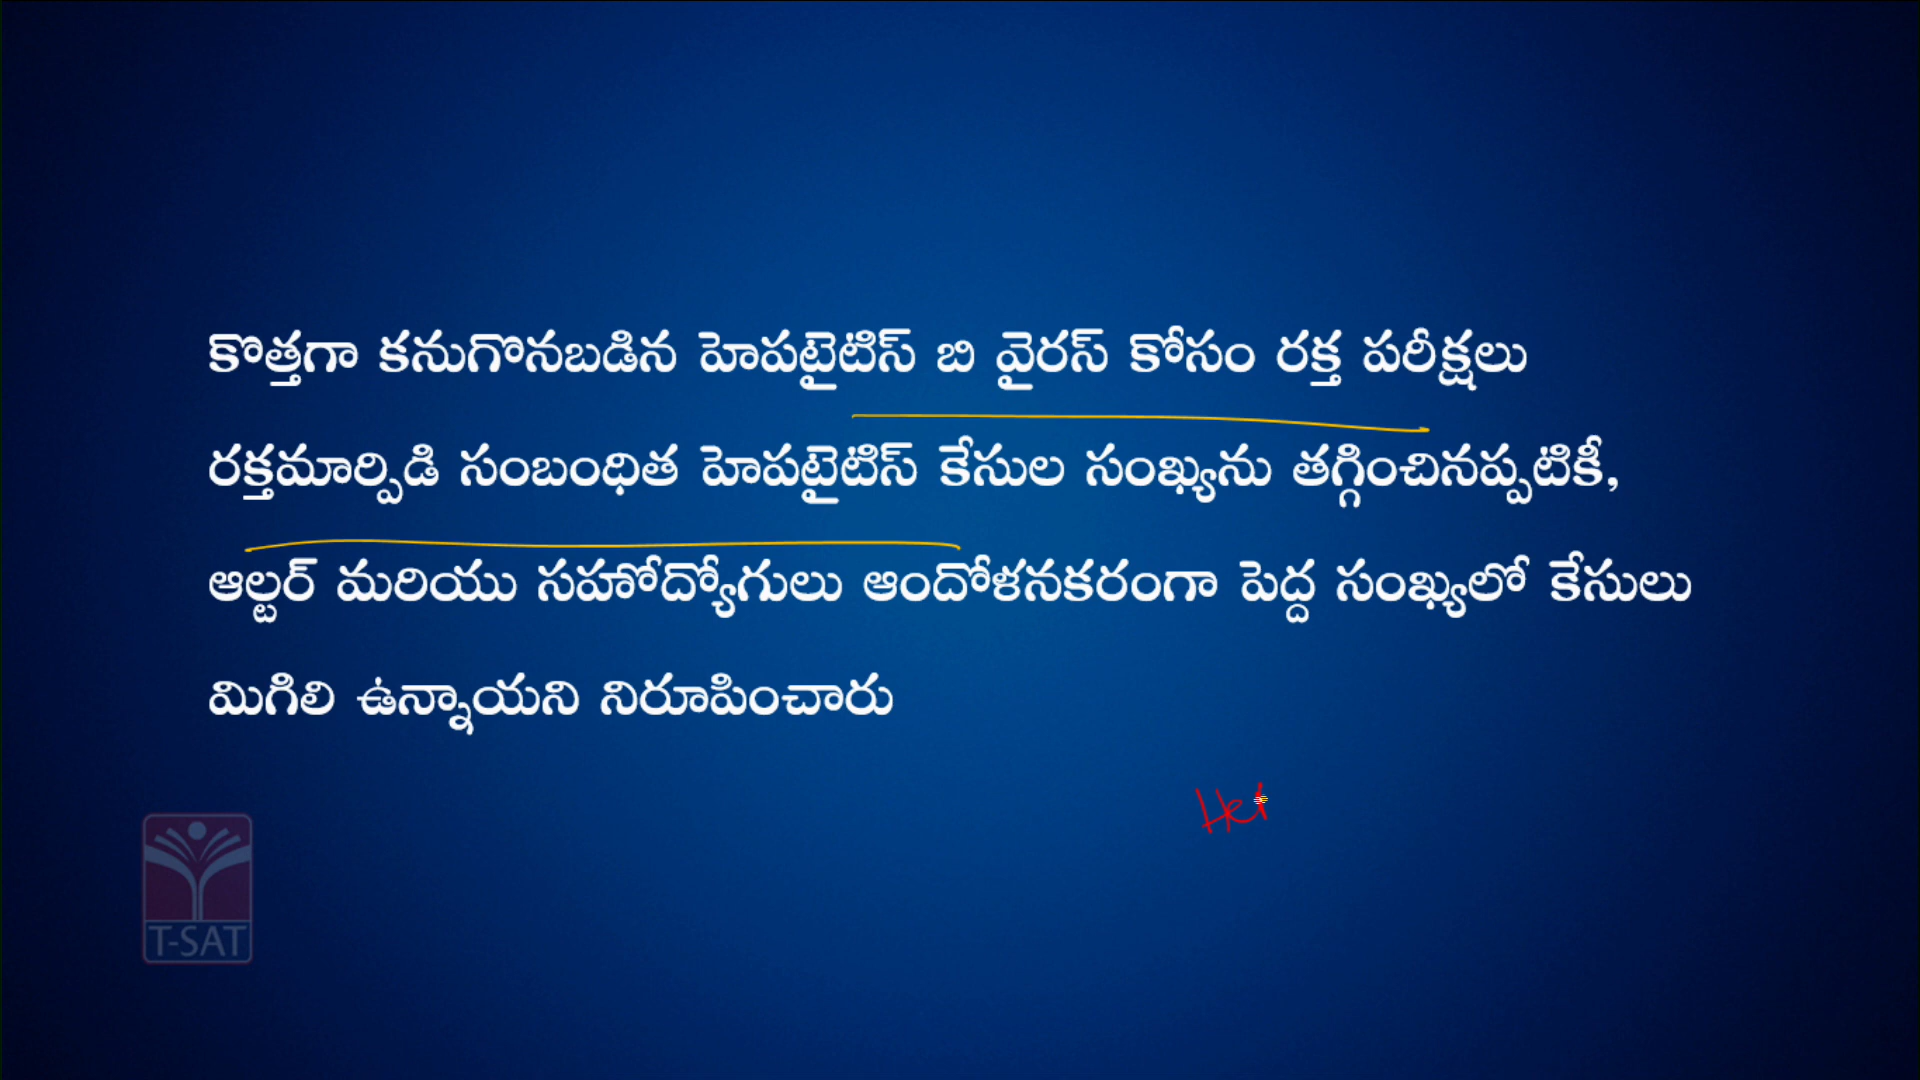 కొత్తగా కనుగొనబడిన హెపటైటిస్ బి వైరస్ కోసం రక్త పరీక్షలు
రక్తమార్పిడి సంబంధిత హెపటైటిస్ కేసుల సంఖ్యను తగ్గించినప్పటికీ,
ఆల్టర్ మరియు సహోద్యోగులు ఆందోళనకరంగా పెద్ద సంఖ్యలో కేసులు
మిగిలి ఉన్నాయని నిరూపించారు
T-SAT